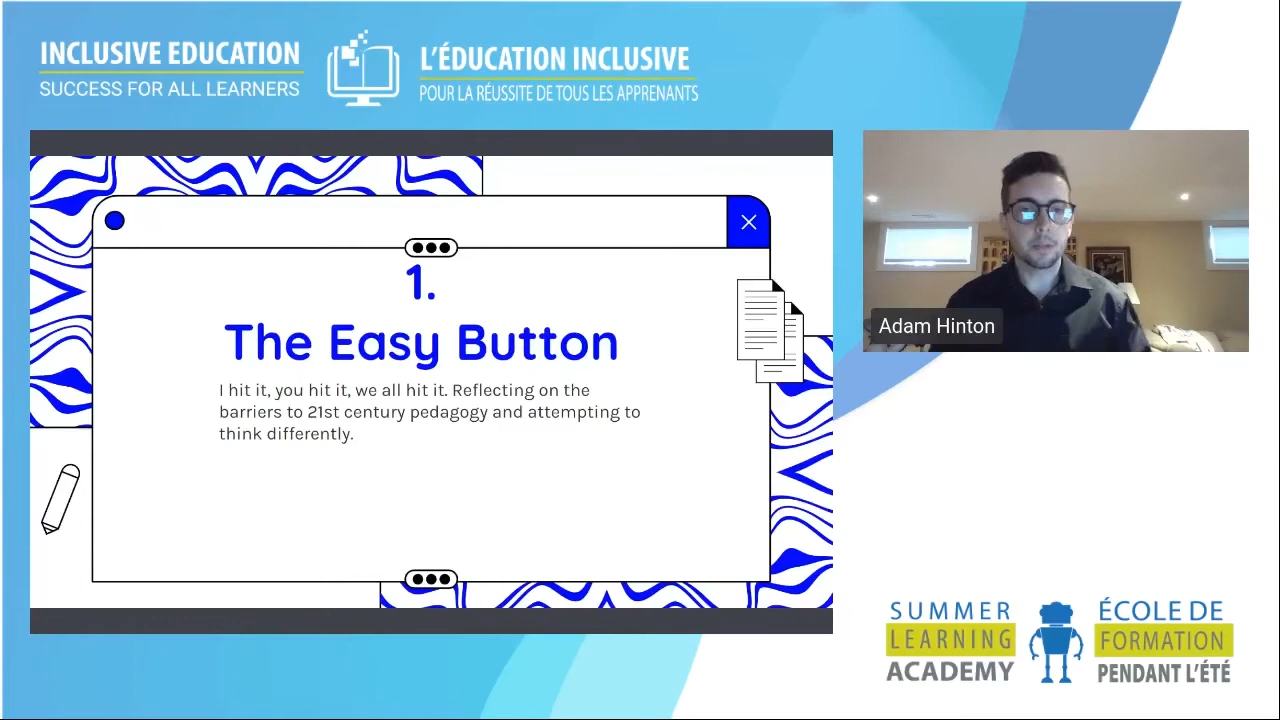 INCLUSIVE EDUCATION
SUCCESS FOR ALL LEARNERS
L'ÉDUCATION INCLUSIVE
POUR LA RÉUSSITE DE TOUS LES APPRENANTS
1.
The Easy Button
I hit it, you hit it, we all hit it. Reflecting on the
barriers to 21st century pedagogy and attempting to
think differently.
Adam Hinton
SUMMER
LEARNING
ACADEMY
ÉCOLE DE
FORMATION
PENDANT L'ÉTÉ